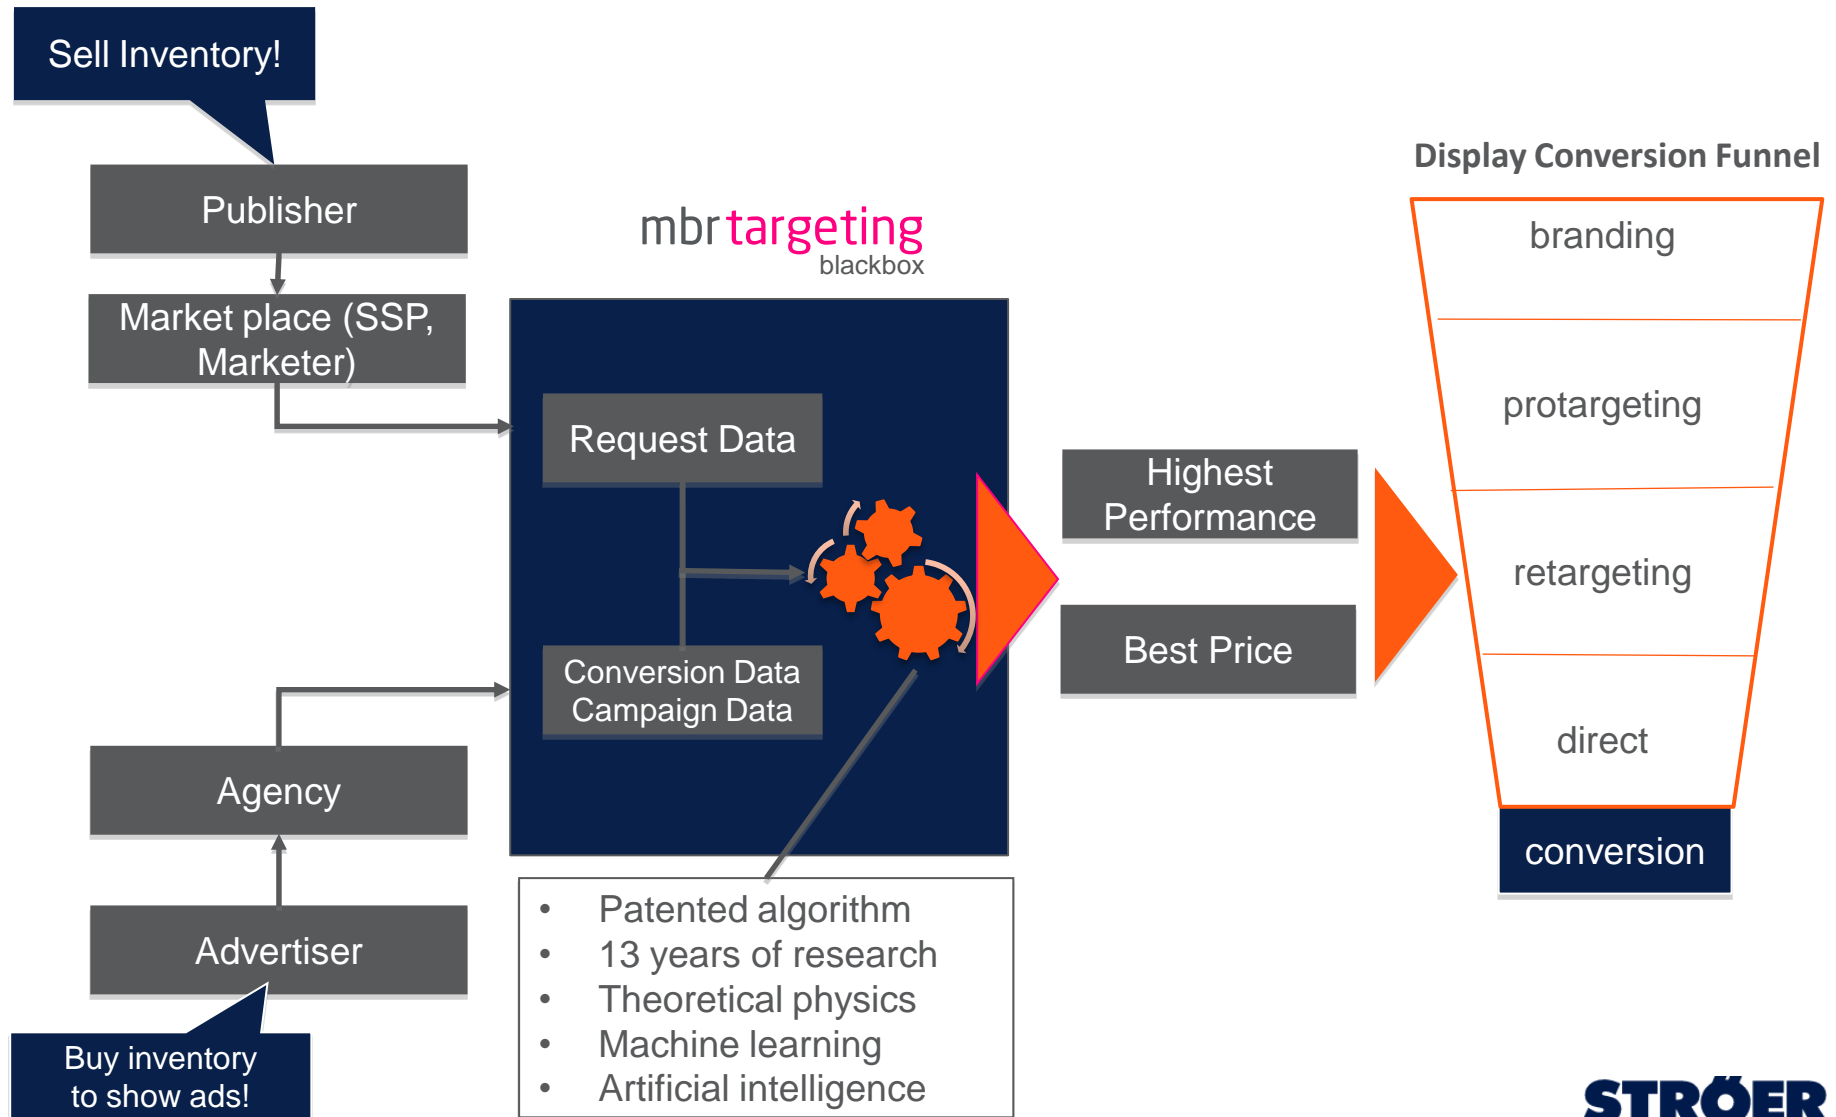 Sell Inventory!
Publisher
Market place (SSP,
Marketer)
mbr targeting
blackbox
Request Data
Conversion Data
Campaign Data
Agency
Advertiser
Buy inventory
to show ads!
• Patented algorithm
• 13 years of research
• Theoretical physics
• Machine learning
• Artificial intelligence
Highest
Performance
Best Price
Display Conversion Funnel
branding
protargeting
retargeting
direct
conversion
STRÖER